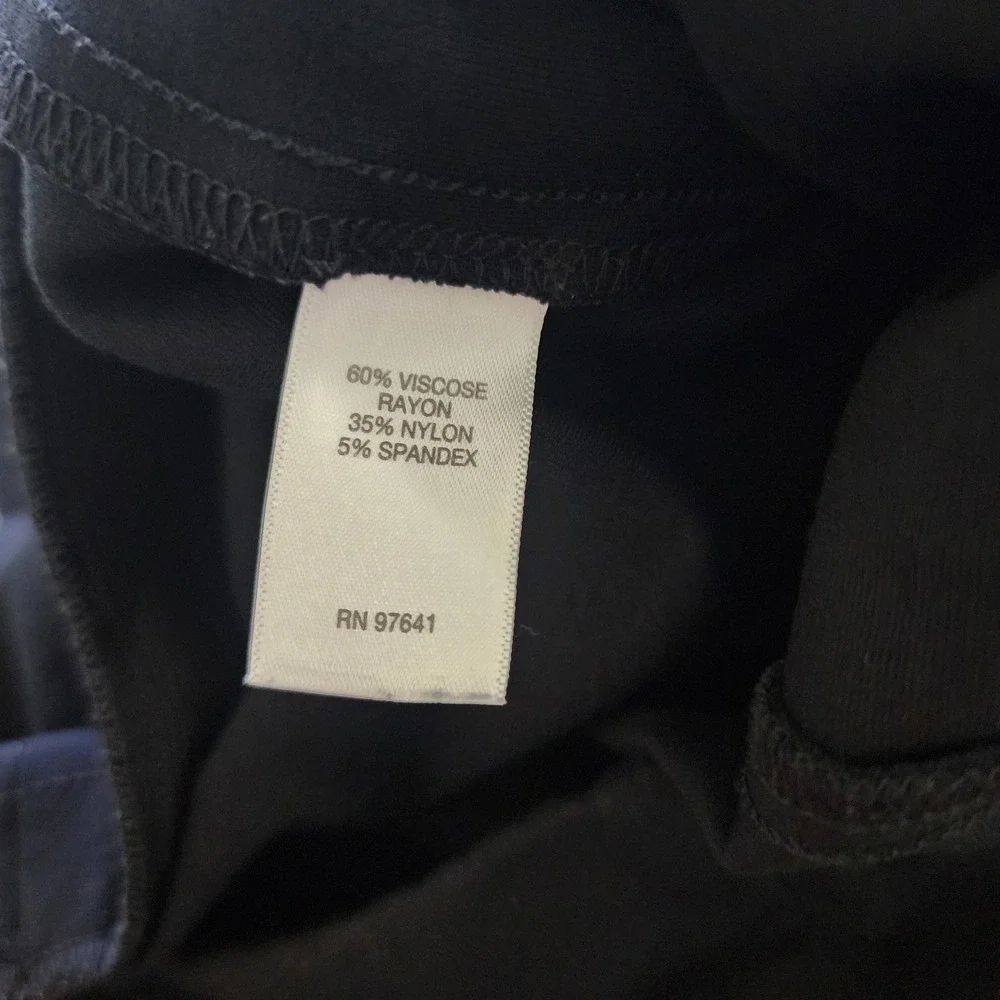 60% VISCOSE
RAYON
35% NYLON
5% SPANDEX
RN 97641